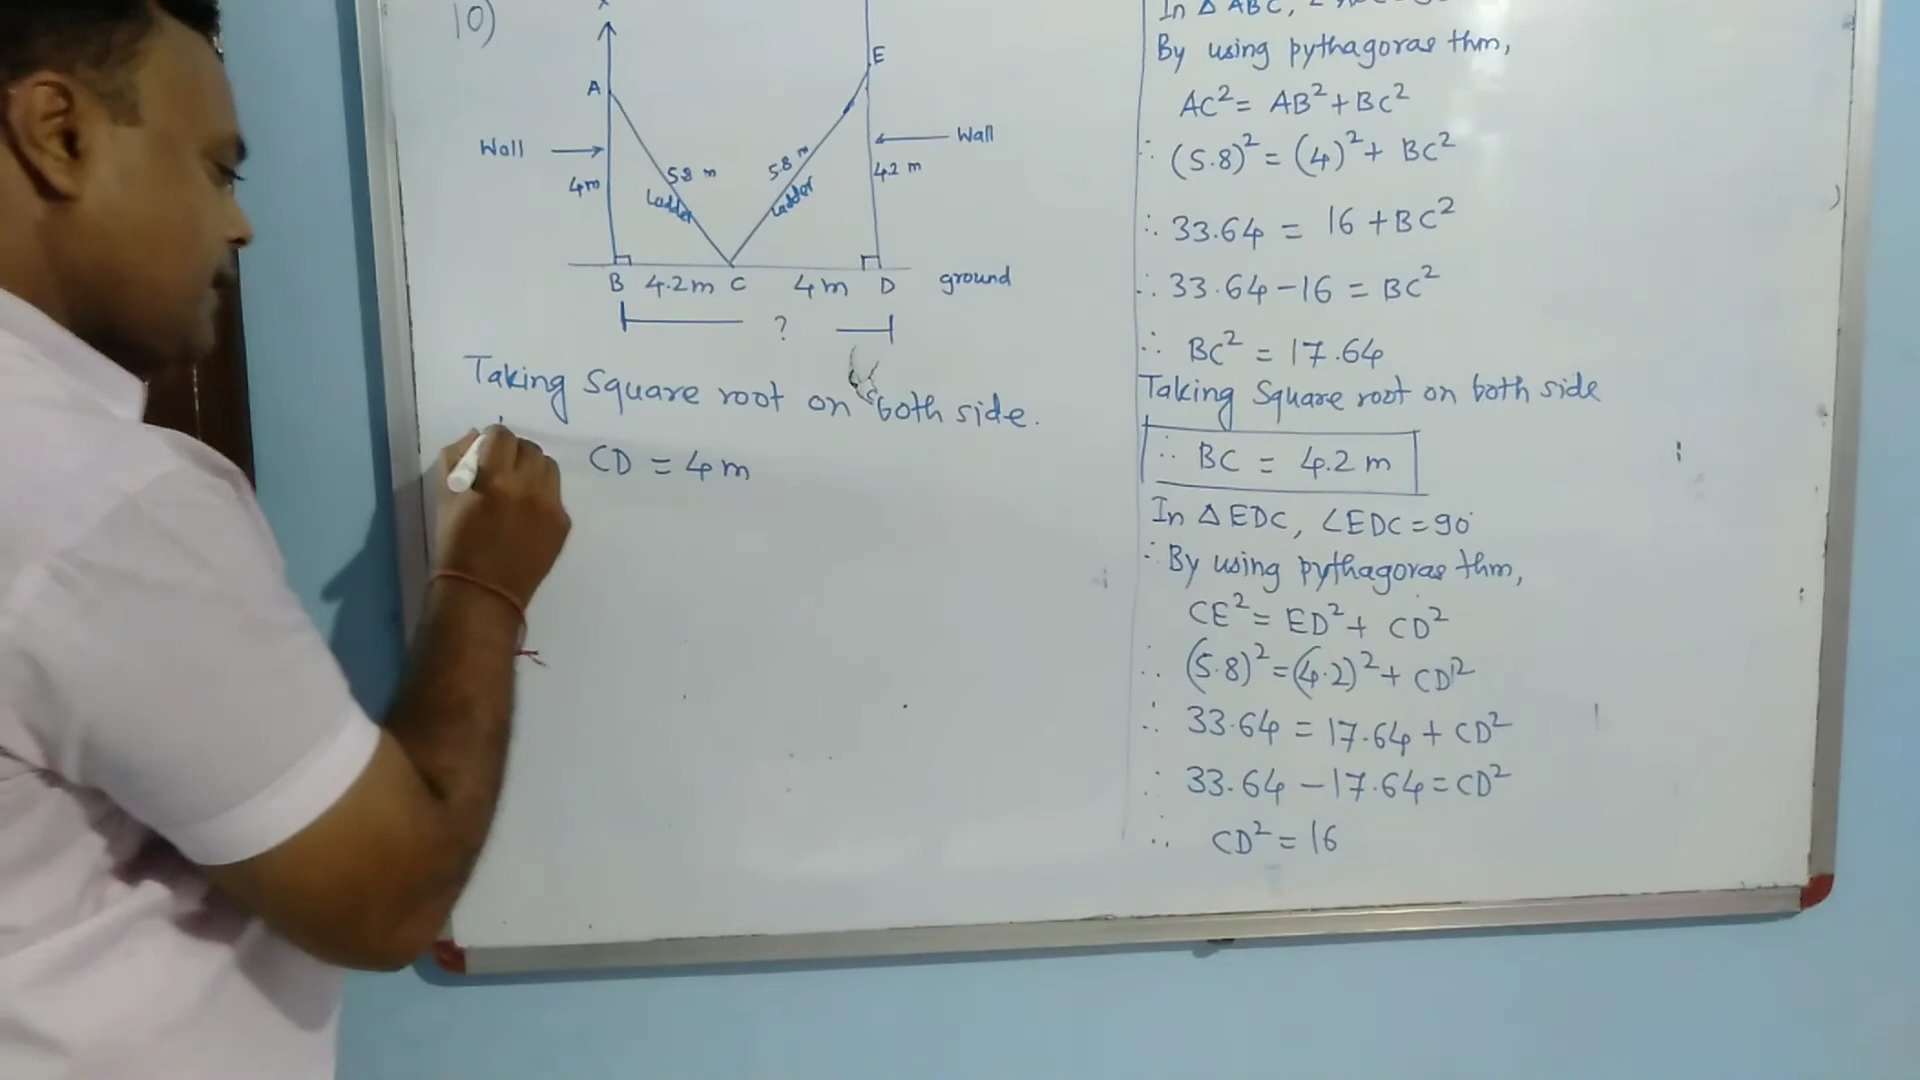 10)
A
E
Wall
Wall
4m
5.8 m
Ladder
5.8 m
Ladder
4.2 m
B 4.2m C 4m D ground
?
Taking Square root on both side.
CD = 4 m
In △ ABC, ∠
By using pythagoras thm,
AC² = AB² + BC²
∴ (5.8)² = (4)² + BC²
∴ 33.64 = 16 + BC²
∴ 33.64 - 16 = BC²
∴ BC² = 17.64
Taking Square root on both side
∴ BC = 4.2 m
In △ EDC, ∠EDC = 90°
∴ By using pythagoras thm,
CE² = ED² + CD²
∴ (5.8)² = (4.2)² + CD²
∴ 33.64 = 17.64 + CD²
∴ 33.64 - 17.64 = CD²
∴ CD² = 16